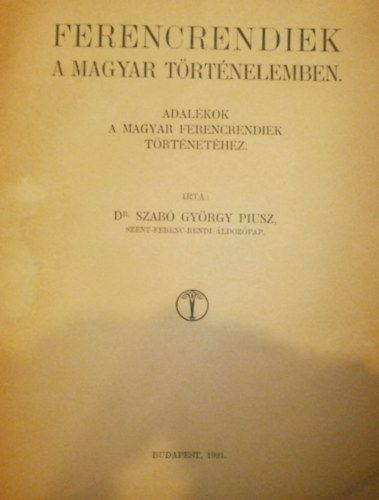 FERENCRENDIEK
A MAGYAR TÖRTÉNELEMBEN.
ADALÉKOK
A MAGYAR FERENCRENDIEK
TÖRTÉNETÉHEZ.
IRTA:
DR. SZABÓ GYÖRGY PIUSZ,
SZENT-FERENC-RENDI ÁLDOZÓPAP.
BUDAPEST, 1921.